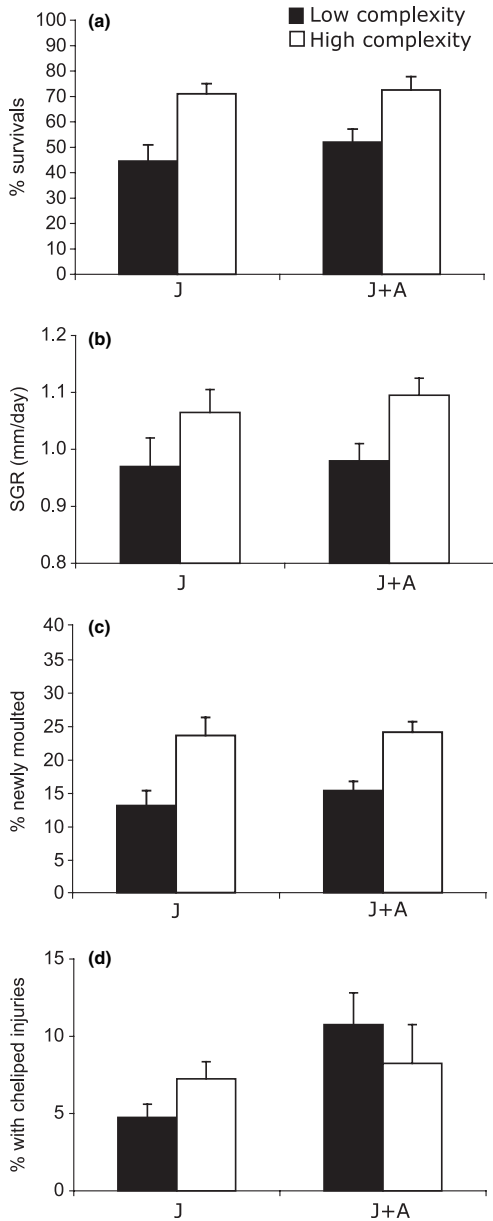 Low complexity
High complexity
(a)
100
90
80
70
60
50
40
30
20
10
0
% survivals
J
J+A
(b)
1.2
1.1
1.0
0.9
0.8
SGR (mm/day)
J
J+A
(c)
40
35
30
25
20
15
10
5
0
% newly moulted
J
J+A
(d)
15
10
5
0
% with cheliped injuries
J
J+A